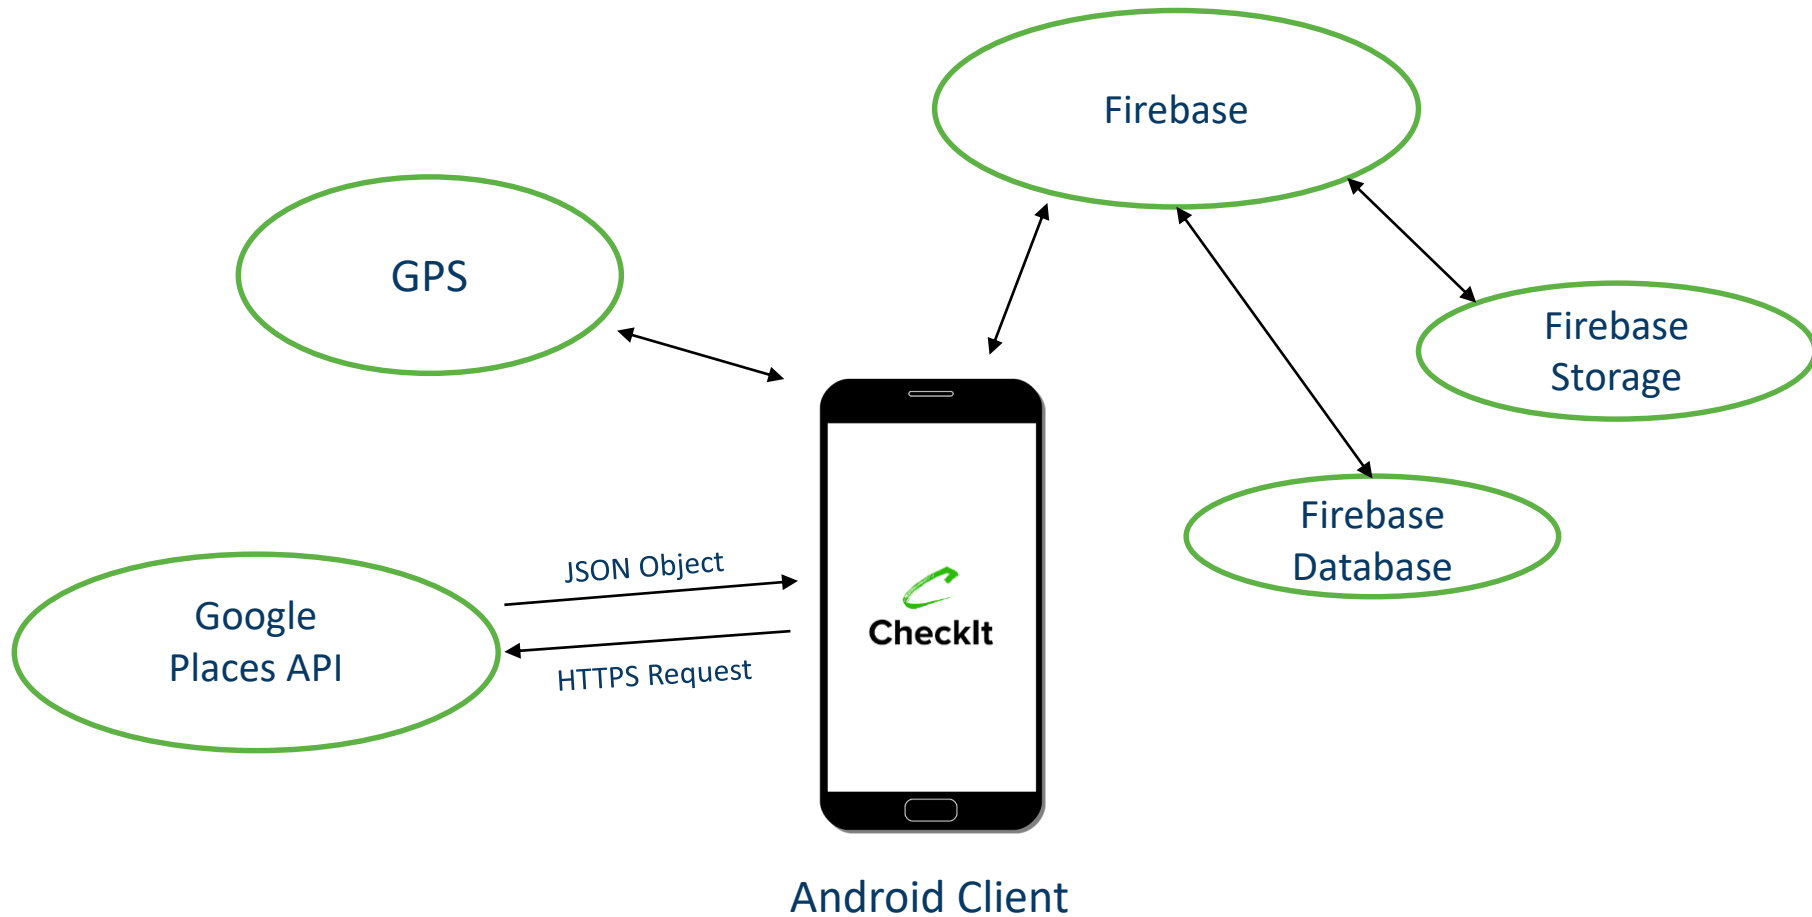 Firebase
GPS
Firebase
Storage
Firebase
Database
JSON Object
Google
Places API
HTTPS Request
CheckIt
Android Client